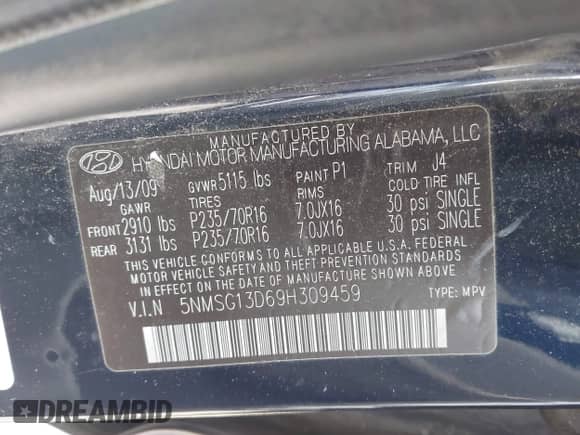 MANUFACTURED BY
HYUNDAI MOTOR MANUFACTURING ALABAMA, LLC
Aug/13/09 GVWR 5115 lbs PAINT P1 TRIM J4
GAWR TIRES RIMS COLD TIRE INFL
FRONT 2910 lbs P235/70R16 7.0JX16 30 psi SINGLE
REAR 3131 lbs P235/70R16 7.0JX16 30 psi SINGLE
THIS VEHICLE CONFORMS TO ALL APPLICABLE U.S.A. FEDERAL
MOTOR VEHICLE SAFETY AND THEFT PREVENTION STANDARDS
IN EFFECT ON THE DATE OF MANUFACTURE SHOWN ABOVE.
V.I.N 5NMSG13D69H309459 TYPE: MPV
DREAMBID